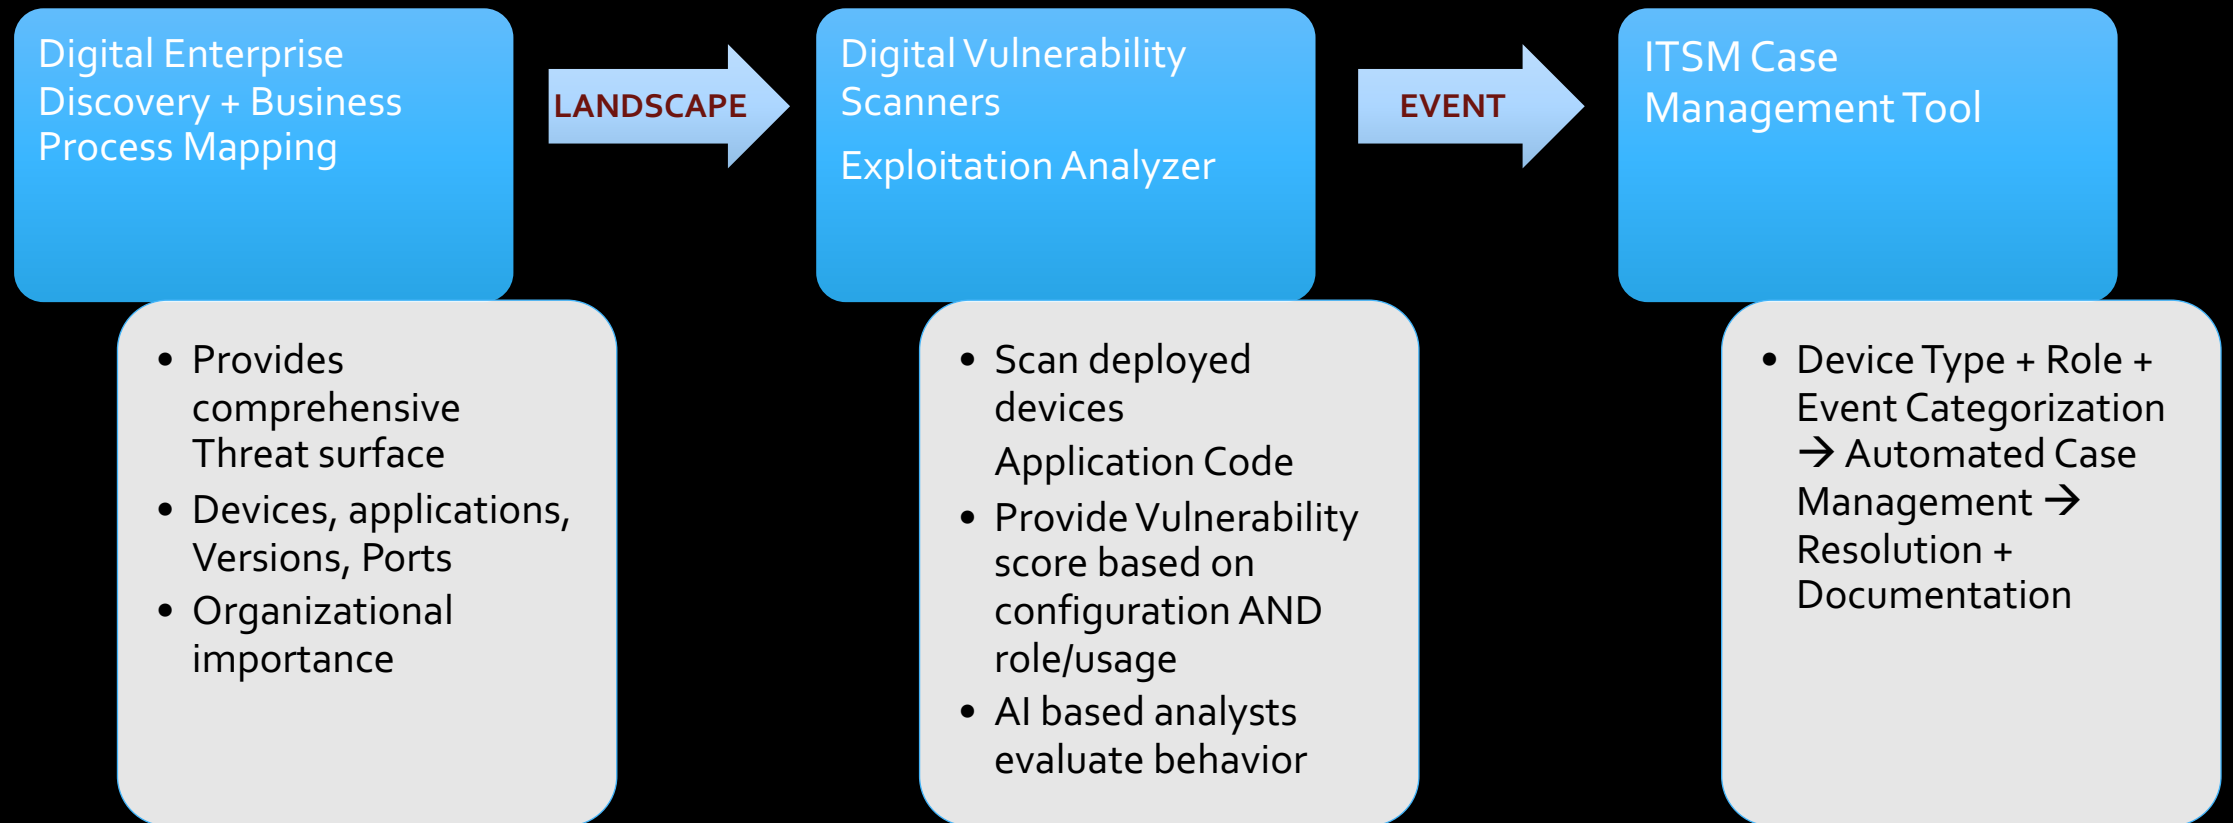 Digital Enterprise
Discovery + Business
Process Mapping
LANDSCAPE
Digital Vulnerability
Scanners
Exploitation Analyzer
EVENT
ITSM Case
Management Tool
• Provides
comprehensive
Threat surface
• Devices, applications,
Versions, Ports
• Organizational
importance
• Scan deployed
devices
Application Code
• Provide Vulnerability
score based on
configuration AND
role/usage
• AI based analysts
evaluate behavior
• Device Type + Role +
Event Categorization
→ Automated Case
Management →
Resolution +
Documentation